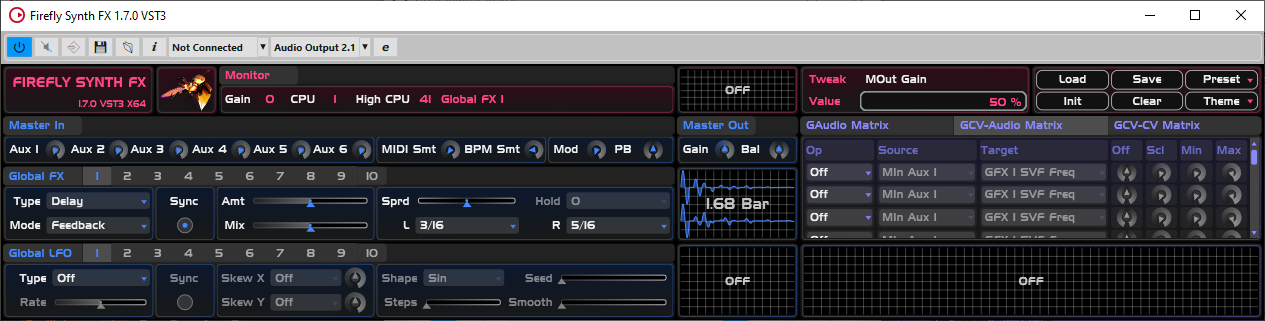 Firefly Synth FX 1.7.0 VST3
i Not Connected Audio Output 2.1 e
FIREFLY SYNTH FX
1.7.0 VST3 X64
Monitor
Gain 0 CPU 1 High CPU 41 Global FX 1
OFF
Tweak MOut Gain
Value 50 %
Load Save Preset
Init Clear Theme
Master In
Aux 1 Aux 2 Aux 3 Aux 4 Aux 5 Aux 6 MIDI Smt BPM Smt Mod PB
Master Out
Gain Bal
GAudio Matrix GCV-Audio Matrix GCV-CV Matrix
Op Source Target Off Scl Min Max
Off MIn Aux 1 GFX 1 SVF Freq
Off MIn Aux 1 GFX 1 SVF Freq
Off MIn Aux 1 GFX 1 SVF Freq
Global FX 1 2 3 4 5 6 7 8 9 10
Type Delay Sync Amt Sprd Hold 0
Mode Feedback Mix L 3/16 R 5/16
1.68 Bar
Global LFO 1 2 3 4 5 6 7 8 9 10
Type Off Sync Skew X Off Shape Sin Seed
Rate Skew Y Off Steps Smooth
OFF
OFF